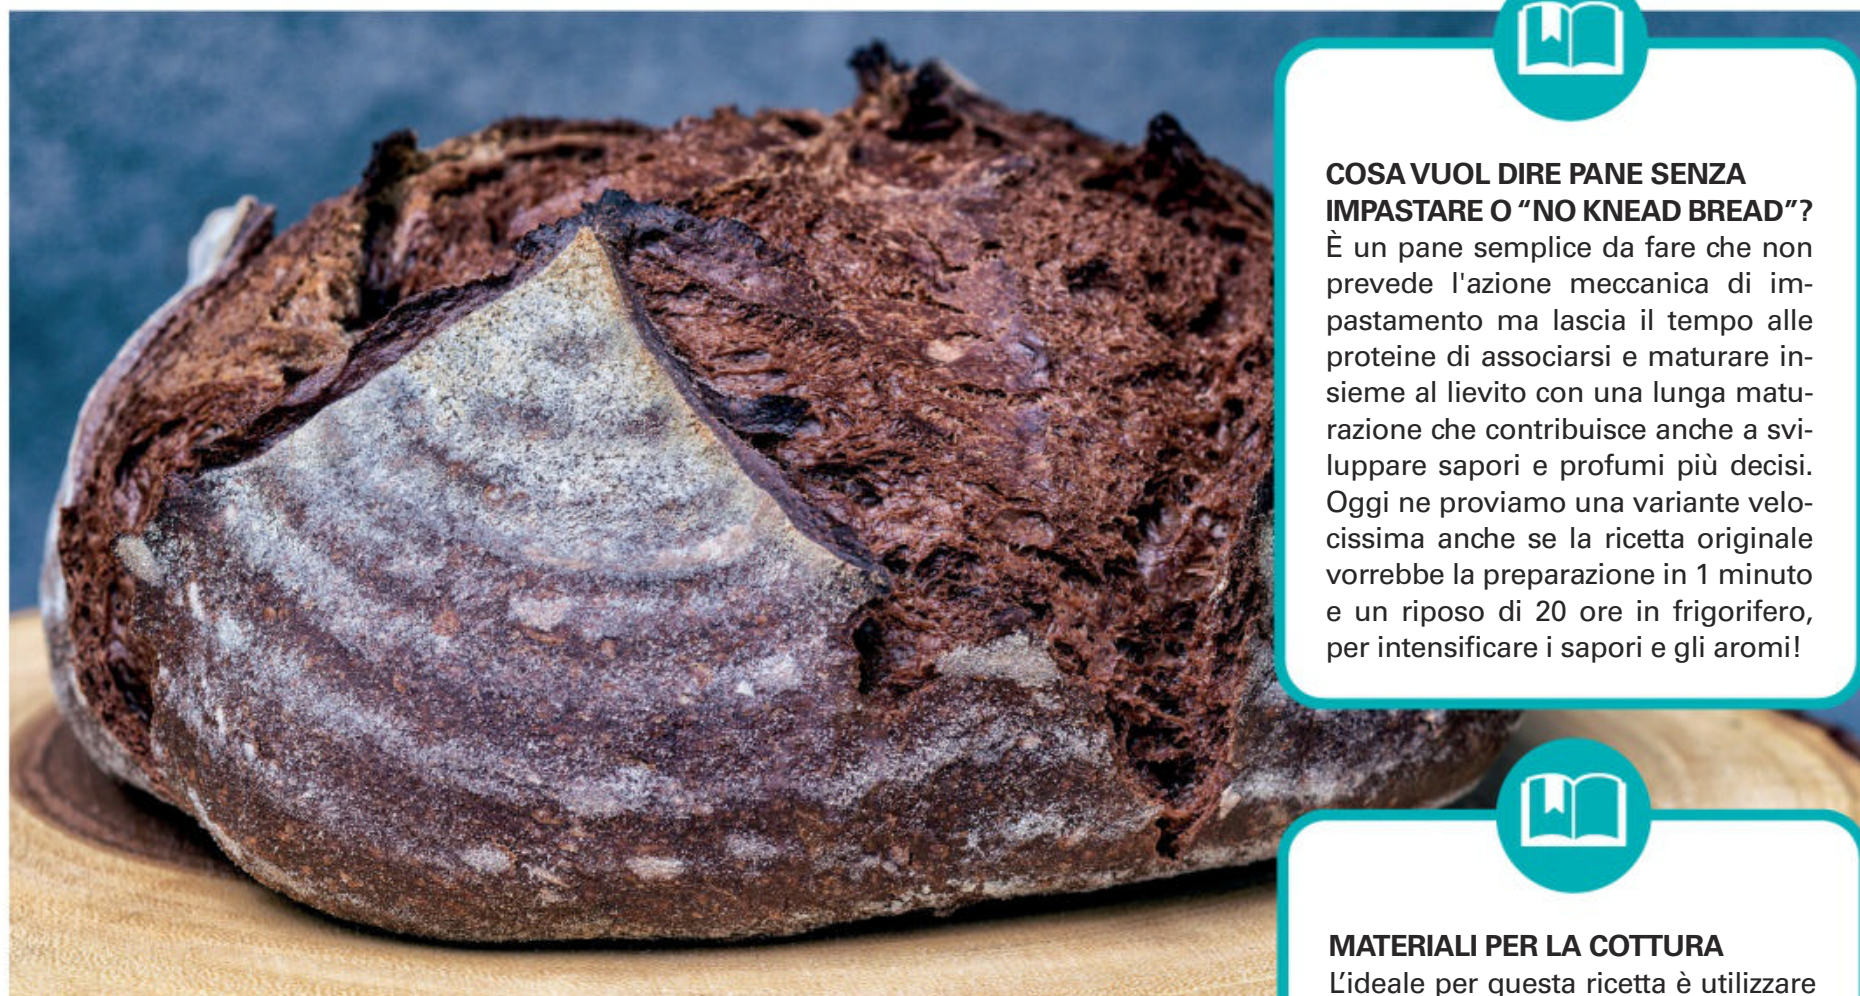 COSA VUOL DIRE PANE SENZA
IMPASTARE O “NO KNEAD BREAD”?
È un pane semplice da fare che non
prevede l'azione meccanica di im-
pastamento ma lascia il tempo alle
proteine di associarsi e maturare in-
sieme al lievito con una lunga matu-
razione che contribuisce anche a svi-
luppare sapori e profumi più decisi.
Oggi ne proviamo una variante velo-
cissima anche se la ricetta originale
vorrebbe la preparazione in 1 minuto
e un riposo di 20 ore in frigorifero,
per intensificare i sapori e gli aromi!
MATERIALI PER LA COTTURA
L’ideale per questa ricetta è utilizzare